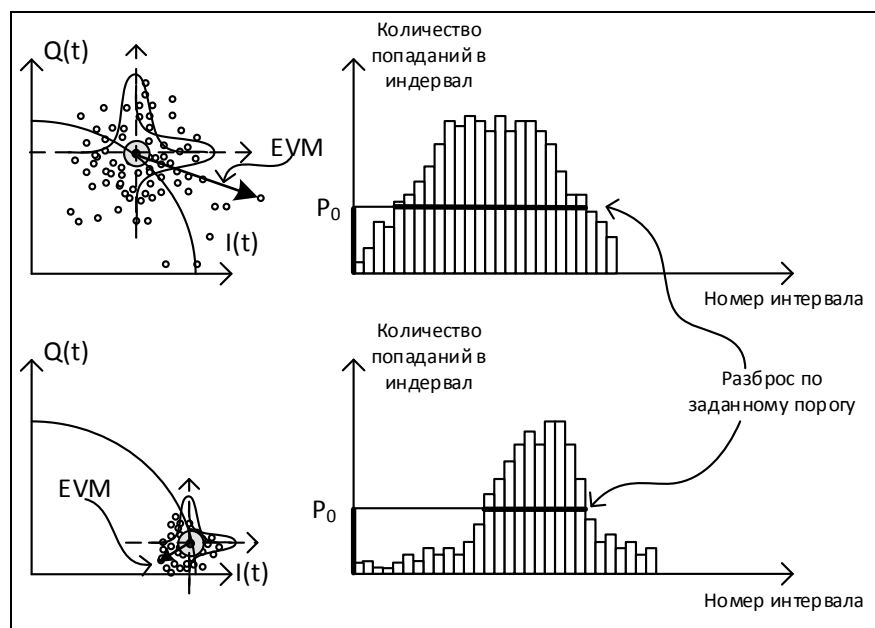 Q(t)
EVM
I(t)
Количество
попаданий в
индервал
P0
Номер интервала
Разброс по
заданному порогу
Q(t)
EVM
I(t)
Количество
попаданий в
индервал
P0
Номер интервала